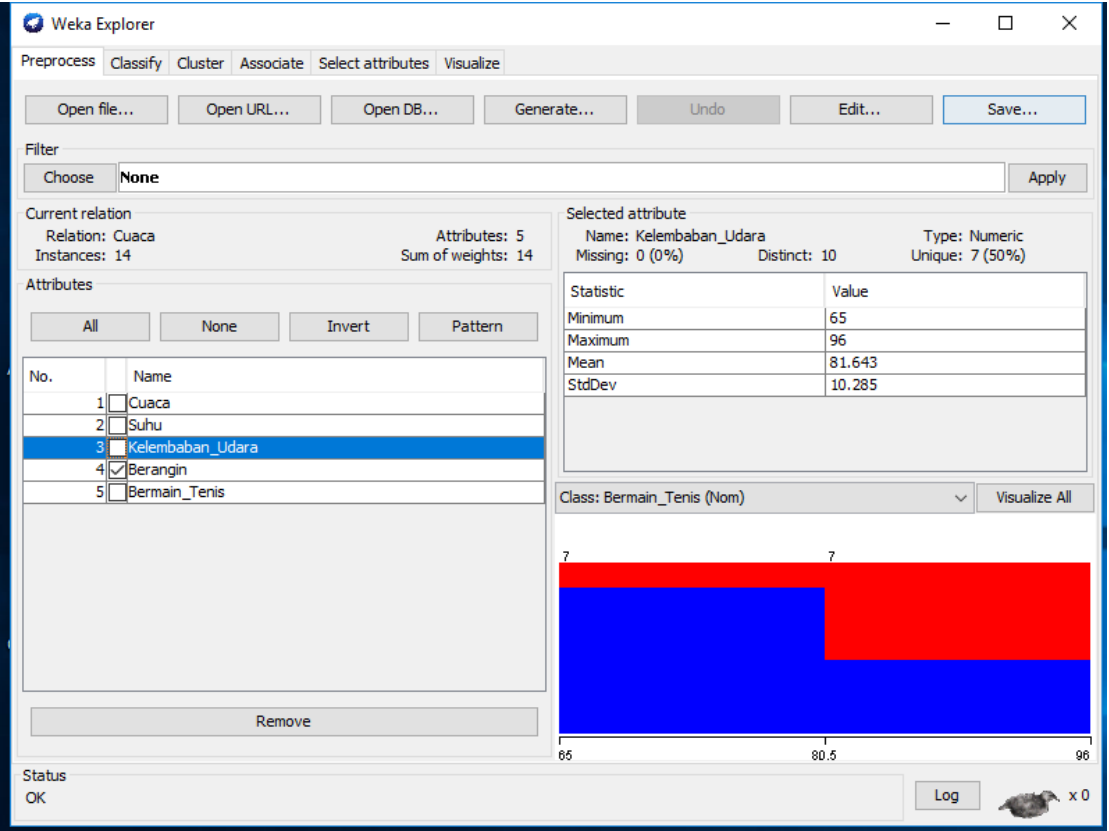 Weka Explorer
Preprocess Classify Cluster Associate Select attributes Visualize
Open file... Open URL... Open DB... Generate... Undo Edit... Save...
Filter
Choose None Apply
Current relation
Relation: Cuaca Attributes: 5
Instances: 14 Sum of weights: 14
Selected attribute
Name: Kelembaban_Udara Type: Numeric
Missing: 0 (0%) Distinct: 10 Unique: 7 (50%)
Attributes
All None Invert Pattern
No. Name
1 Cuaca
2 Suhu
3 Kelembaban_Udara
4 Berangin
5 Bermain_Tenis
Remove
Statistic Value
Minimum 65
Maximum 96
Mean 81.643
StdDev 10.285
Class: Bermain_Tenis (Nom) Visualize All
7 7
65 80.5 96
Status
OK Log x 0